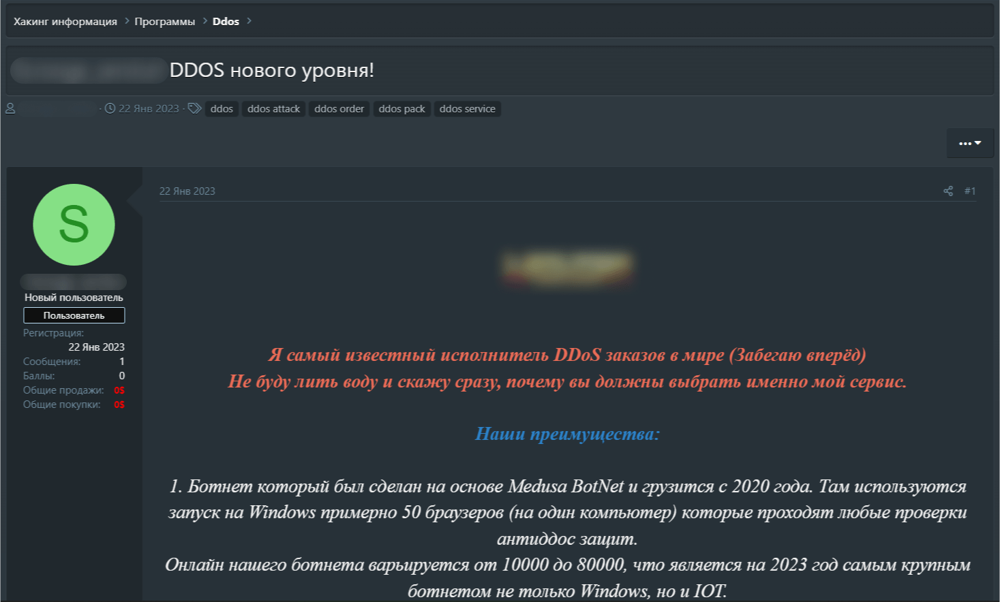 Хакинг информация > Программы > Ddos >
DDOS нового уровня!
· 22 Янв 2023 · ddos ddos attack ddos order ddos pack ddos service
•••
22 Янв 2023 #1
S
Новый пользователь
Пользователь
Регистрация:
22 Янв 2023
Сообщения: 1
Баллы: 0
Общие продажи: 0$
Общие покупки: 0$
Я самый известный исполнитель DDoS заказов в мире (Забегаю вперёд)
Не буду лить воду и скажу сразу, почему вы должны выбрать именно мой сервис.
Наши преимущества:
1. Ботнет который был сделан на основе Medusa BotNet и грузится с 2020 года. Там используются
запуск на Windows примерно 50 браузеров (на один компьютер) которые проходят любые проверки
антиддос защит.
Онлайн нашего ботнета варьируется от 10000 до 80000, что является на 2023 год самым крупным
ботнетом не только Windows, но и IOT.